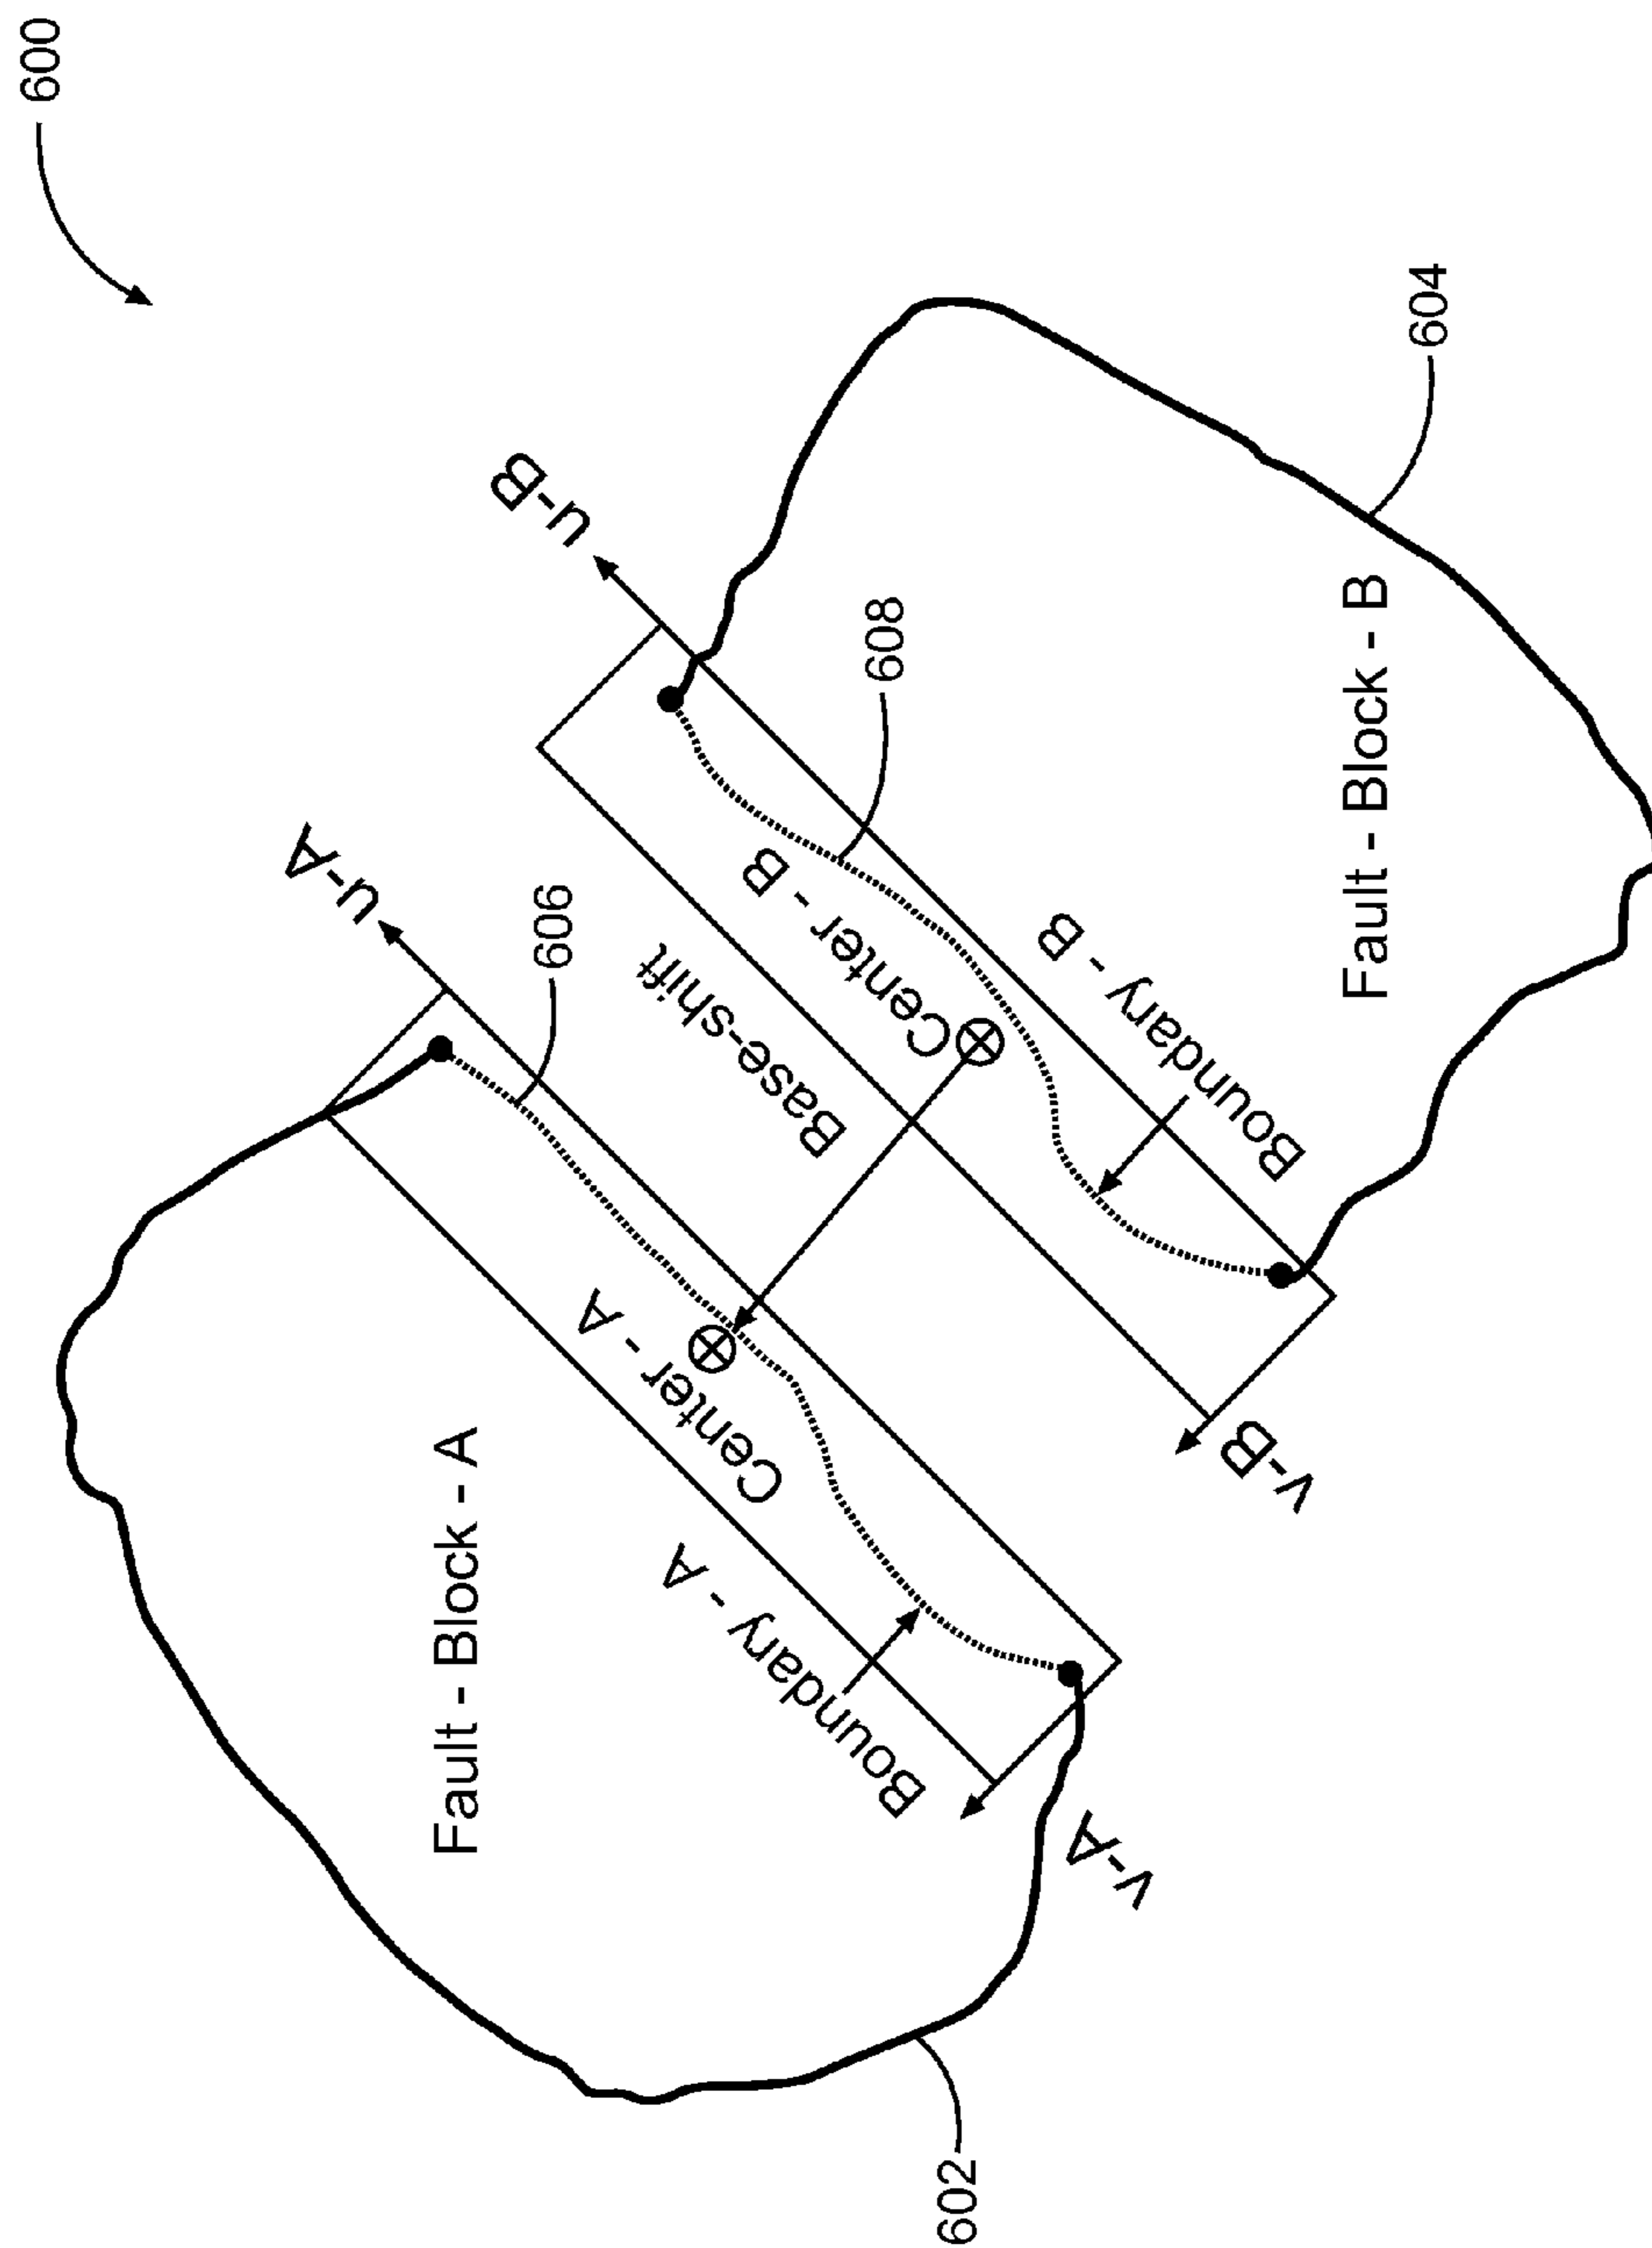 600
Fault - Block - A
Boundary - A
Center - A
u-A
v-A
606
602
Base-shift
Center - B
Boundary - B
u-B
v-B
608
604
Fault - Block - B